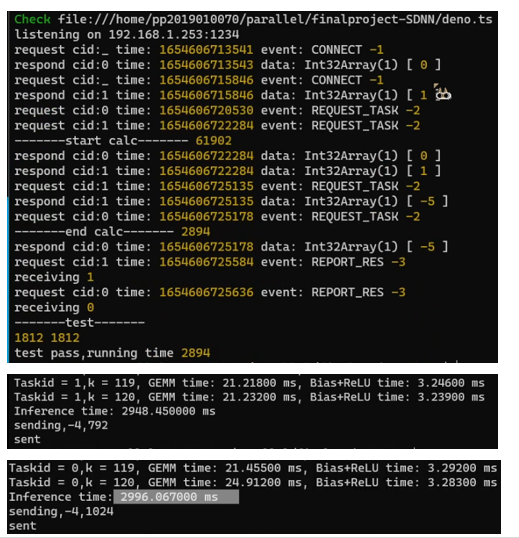 Check file:///home/pp2019010070/parallel/finalproject-SDNN/deno.ts
listening on 192.168.1.253:1234
request cid:_ time: 1654606713541 event: CONNECT -1
respond cid:0 time: 1654606713543 data: Int32Array(1) [ 0 ]
request cid:_ time: 1654606715846 event: CONNECT -1
respond cid:1 time: 1654606715846 data: Int32Array(1) [ 1
request cid:0 time: 1654606720530 event: REQUEST_TASK -2
request cid:1 time: 1654606722284 event: REQUEST_TASK -2
-------start calc------- 61902
respond cid:0 time: 1654606722284 data: Int32Array(1) [ 0 ]
respond cid:1 time: 1654606722284 data: Int32Array(1) [ 1 ]
request cid:1 time: 1654606725135 event: REQUEST_TASK -2
respond cid:1 time: 1654606725135 data: Int32Array(1) [ -5 ]
request cid:0 time: 1654606725178 event: REQUEST_TASK -2
-------end calc------- 2894
respond cid:0 time: 1654606725178 data: Int32Array(1) [ -5 ]
request cid:1 time: 1654606725584 event: REPORT_RES -3
receiving 1
request cid:0 time: 1654606725636 event: REPORT_RES -3
receiving 0
-------test-------
1812 1812
test pass,running time 2894
Taskid = 1,k = 119, GEMM time: 21.21800 ms, Bias+ReLU time: 3.24600 ms
Taskid = 1,k = 120, GEMM time: 21.23200 ms, Bias+ReLU time: 3.23900 ms
Inference time: 2948.450000 ms
sending,-4,792
sent
Taskid = 0,k = 119, GEMM time: 21.45500 ms, Bias+ReLU time: 3.29200 ms
Taskid = 0,k = 120, GEMM time: 24.91200 ms, Bias+ReLU time: 3.28300 ms
Inference time: 2996.067000 ms
sending,-4,1024
sent